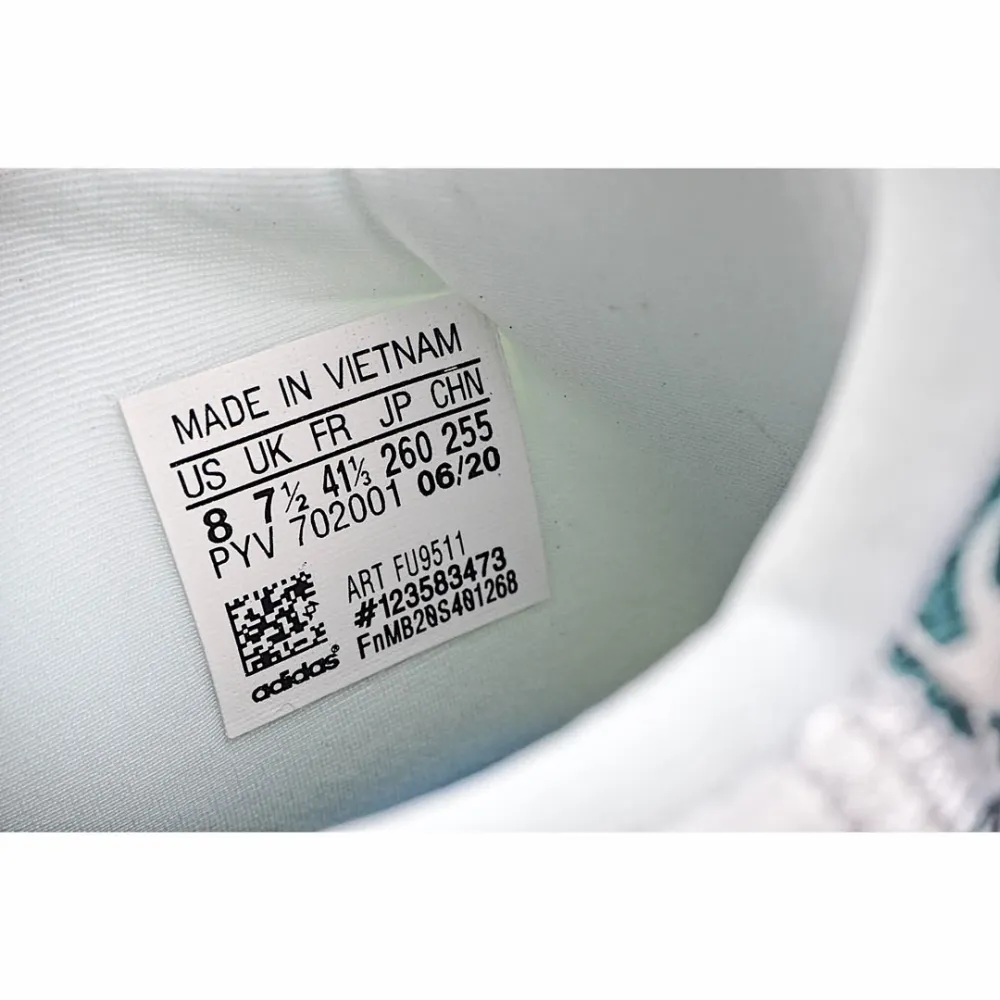 MADE IN VIETNAM
US UK FR JP CHN
8 7½ 41⅓ 260 255
PYV 702001 06/20
ART FU9511
#123583473
FnMB20S401268
adidas®